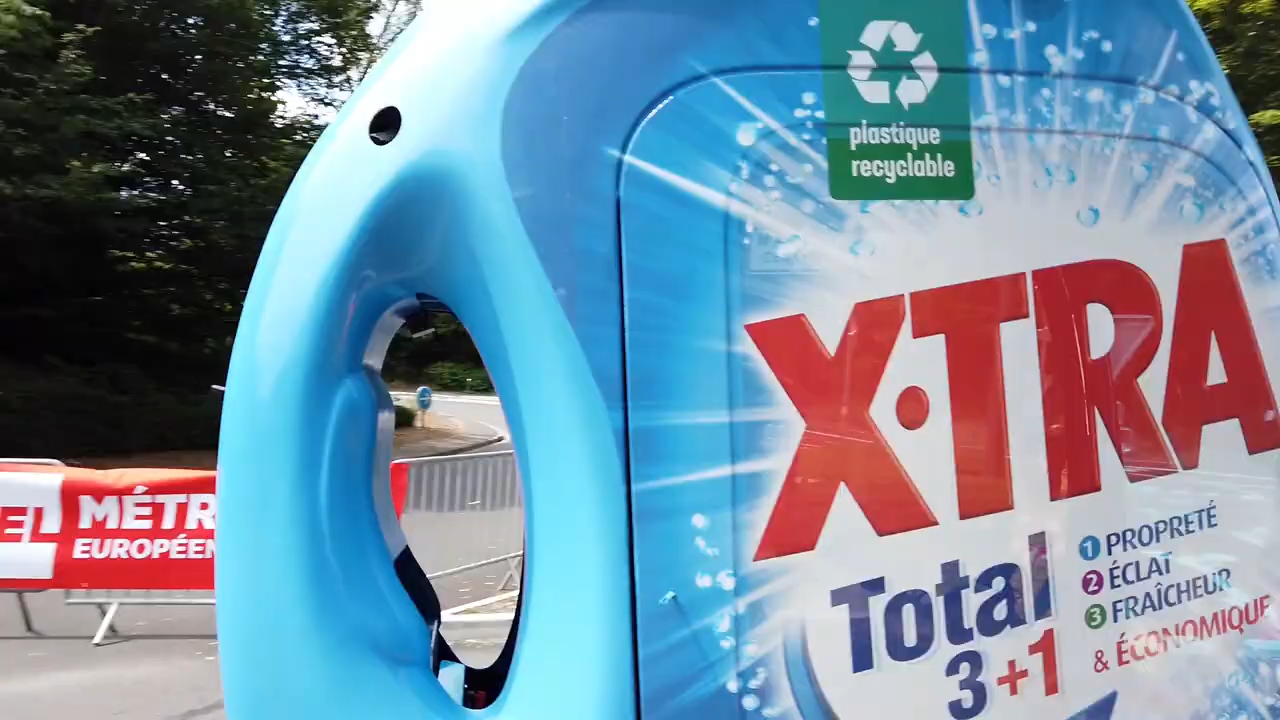 plastique
recyclable
X·TRA
Total
3+1
1 PROPRETÉ
2 ÉCLAT
3 FRAÎCHEUR
& ÉCONOMIQUE
MÉTR
EUROPÉEN